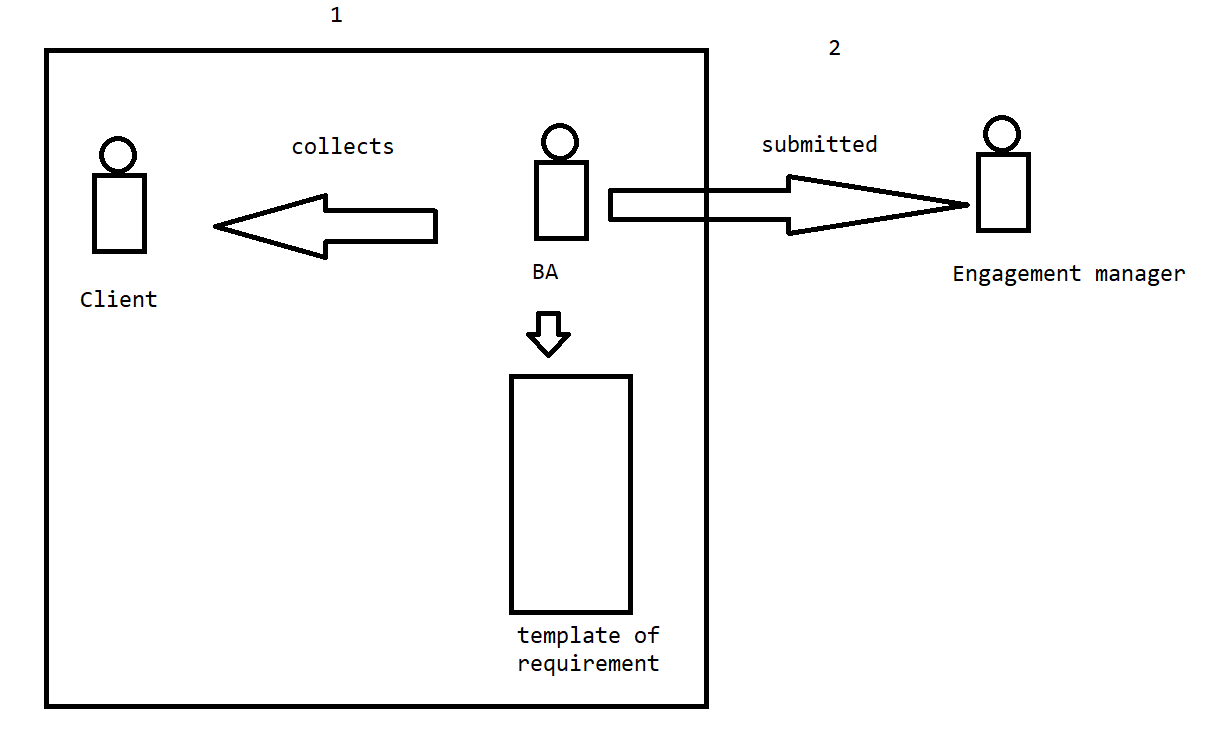 1
2
collects
submitted
BA
Engagement manager
Client
template of
requirement